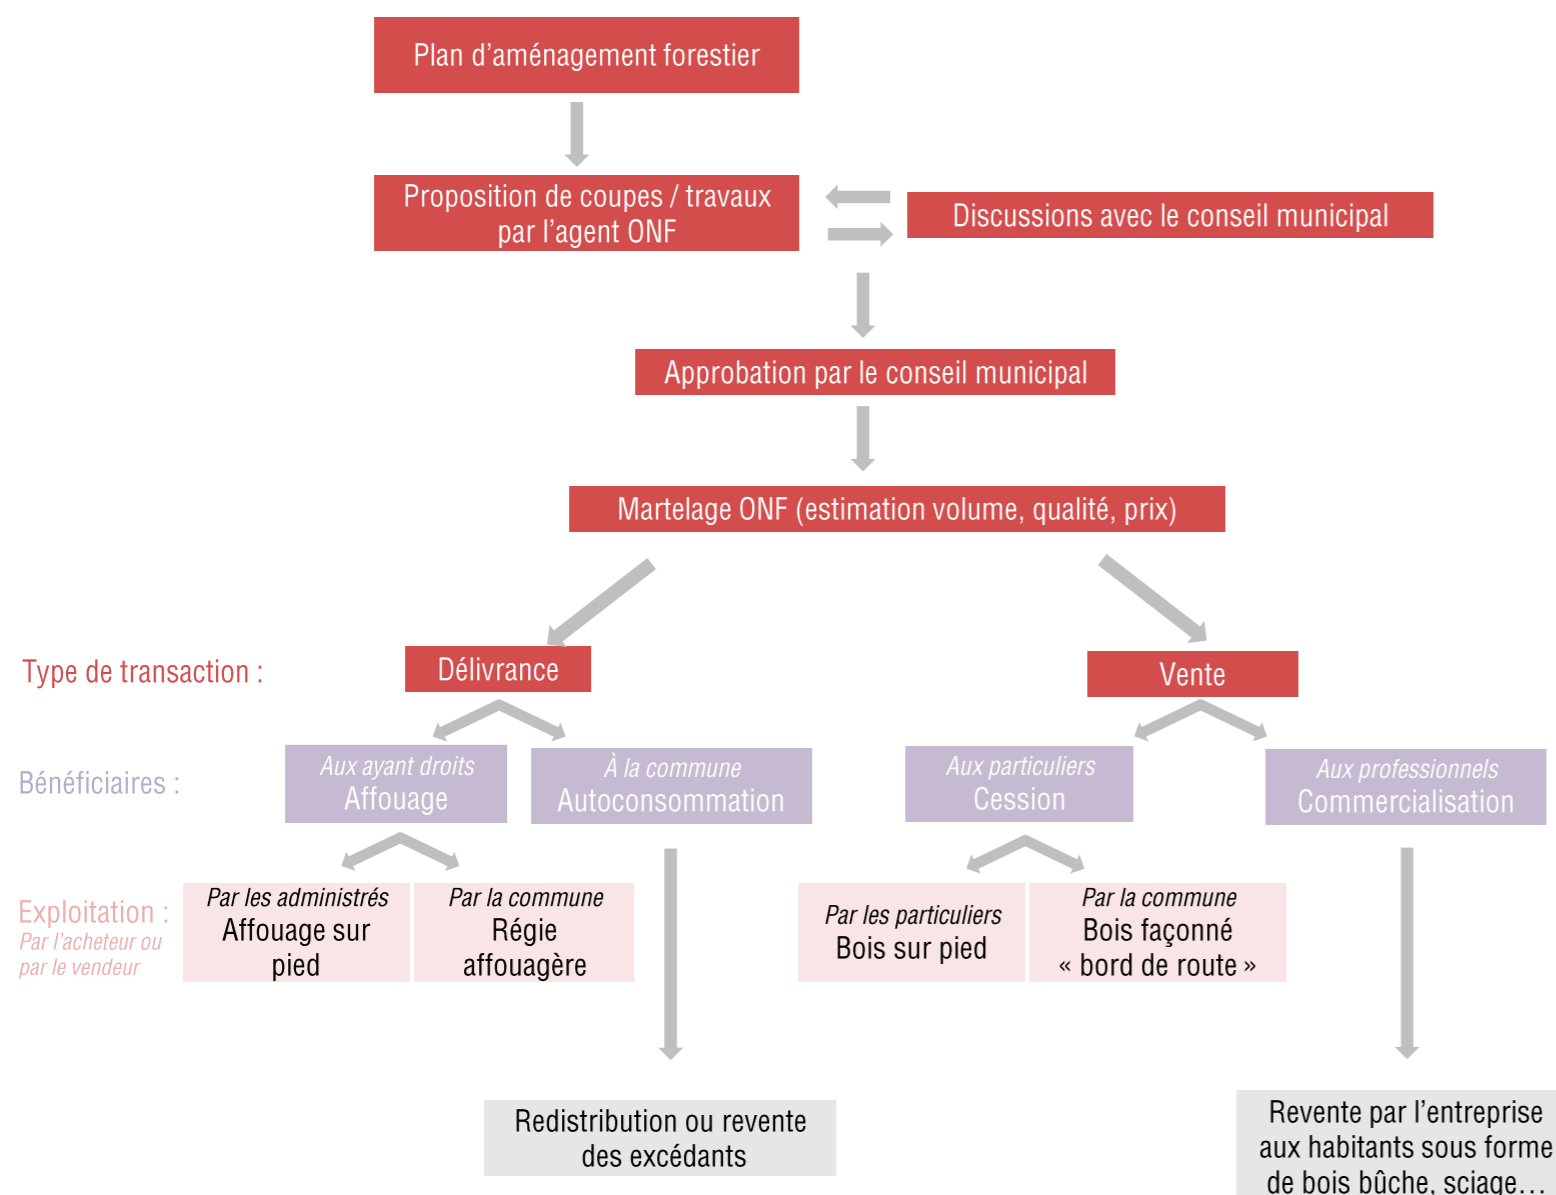 Plan d’aménagement forestier
Proposition de coupes / travaux
par l’agent ONF
Discussions avec le conseil municipal
Approbation par le conseil municipal
Martelage ONF (estimation volume, qualité, prix)
Type de transaction :
Délivrance
Vente
Bénéficiaires :
Aux ayant droits
Affouage
À la commune
Autoconsommation
Aux particuliers
Cession
Aux professionnels
Commercialisation
Exploitation :
Par l’acheteur ou
par le vendeur
Par les administrés
Affouage sur
pied
Par la commune
Régie
affouagère
Par les particuliers
Bois sur pied
Par la commune
Bois façonné
« bord de route »
Redistribution ou revente
des excédants
Revente par l’entreprise
aux habitants sous forme
de bois bûche, sciage…